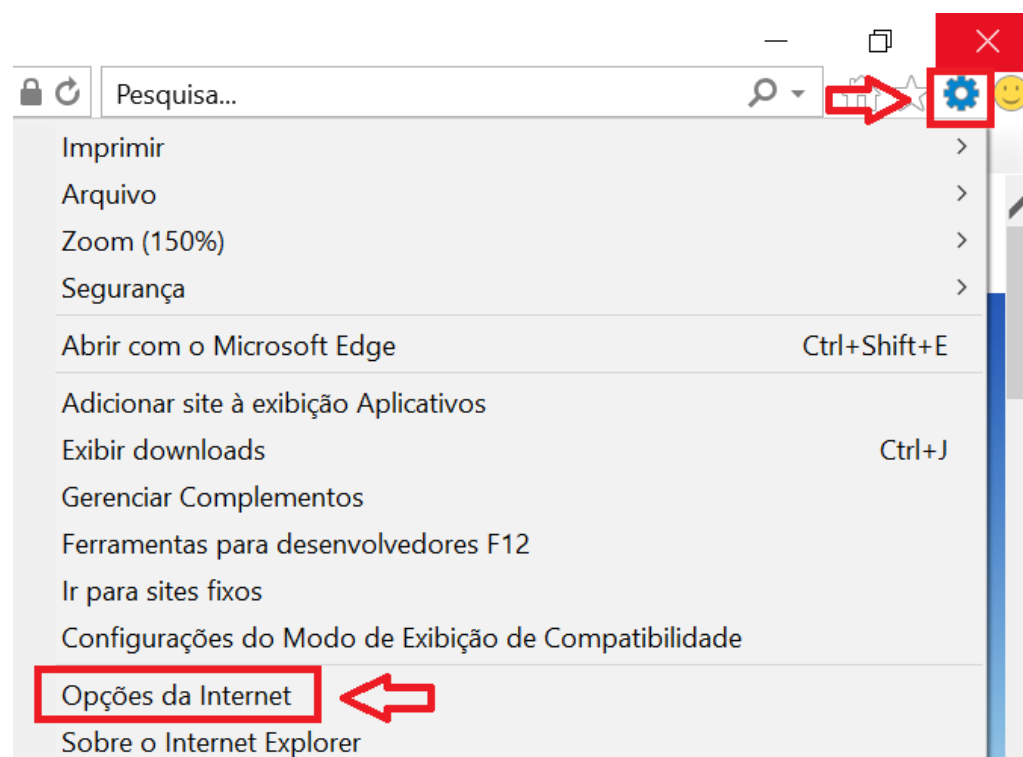 Pesquisa...
Imprimir
Arquivo
Zoom (150%)
Segurança
Abrir com o Microsoft Edge Ctrl+Shift+E
Adicionar site à exibição Aplicativos
Exibir downloads Ctrl+J
Gerenciar Complementos
Ferramentas para desenvolvedores F12
Ir para sites fixos
Configurações do Modo de Exibição de Compatibilidade
Opções da Internet
Sobre o Internet Explorer